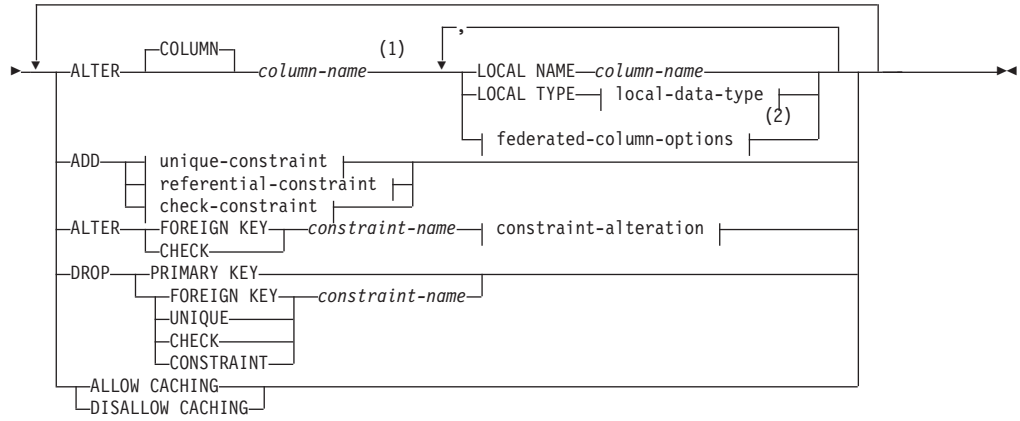 ,
COLUMN (1)
ALTER column-name LOCAL NAME column-name
LOCAL TYPE local-data-type
(2)
federated-column-options
ADD unique-constraint
referential-constraint
check-constraint
ALTER FOREIGN KEY constraint-name constraint-alteration
CHECK
DROP PRIMARY KEY
FOREIGN KEY constraint-name
UNIQUE
CHECK
CONSTRAINT
ALLOW CACHING
DISALLOW CACHING